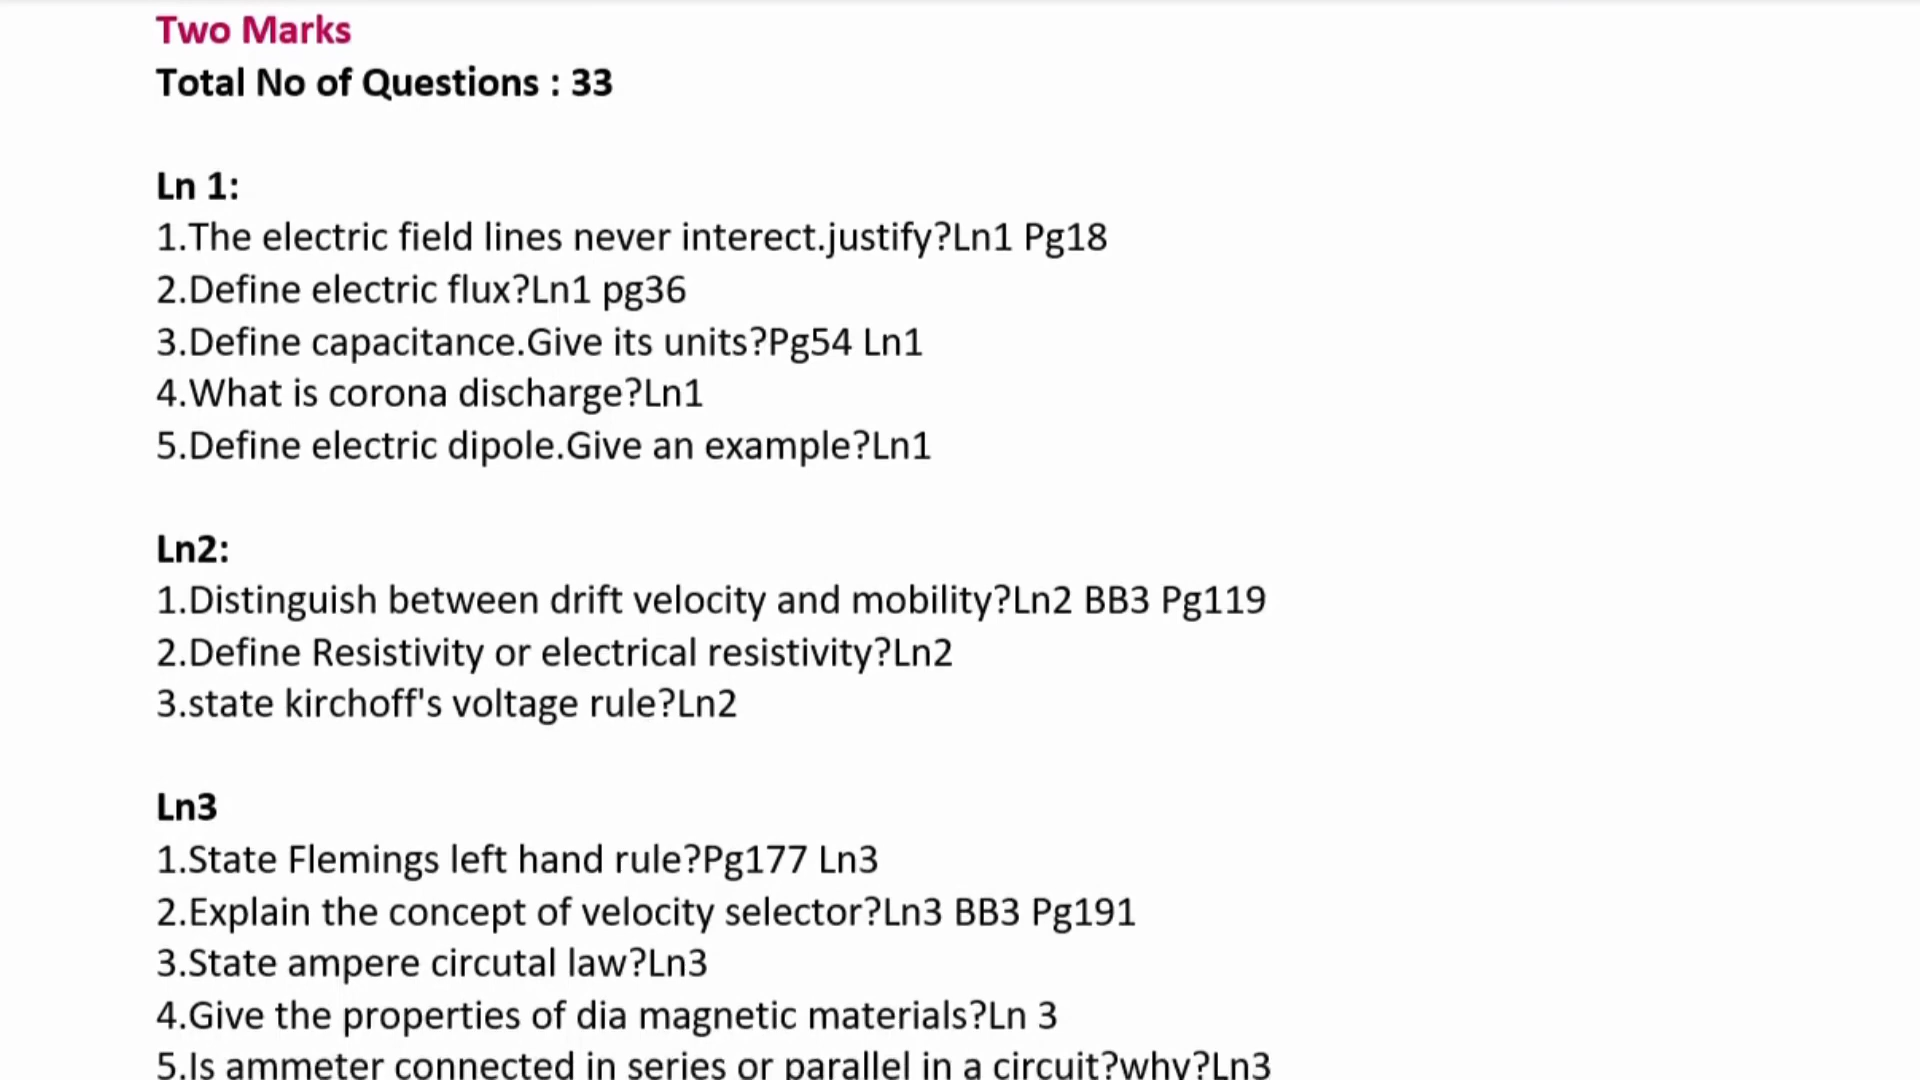 Two Marks
Total No of Questions : 33
Ln 1:
1.The electric field lines never interect.justify?Ln1 Pg18
2.Define electric flux?Ln1 pg36
3.Define capacitance.Give its units?Pg54 Ln1
4.What is corona discharge?Ln1
5.Define electric dipole.Give an example?Ln1
Ln2:
1.Distinguish between drift velocity and mobility?Ln2 BB3 Pg119
2.Define Resistivity or electrical resistivity?Ln2
3.state kirchoff's voltage rule?Ln2
Ln3
1.State Flemings left hand rule?Pg177 Ln3
2.Explain the concept of velocity selector?Ln3 BB3 Pg191
3.State ampere circutal law?Ln3
4.Give the properties of dia magnetic materials?Ln 3
5.Is ammeter connected in series or parallel in a circuit?why?Ln3